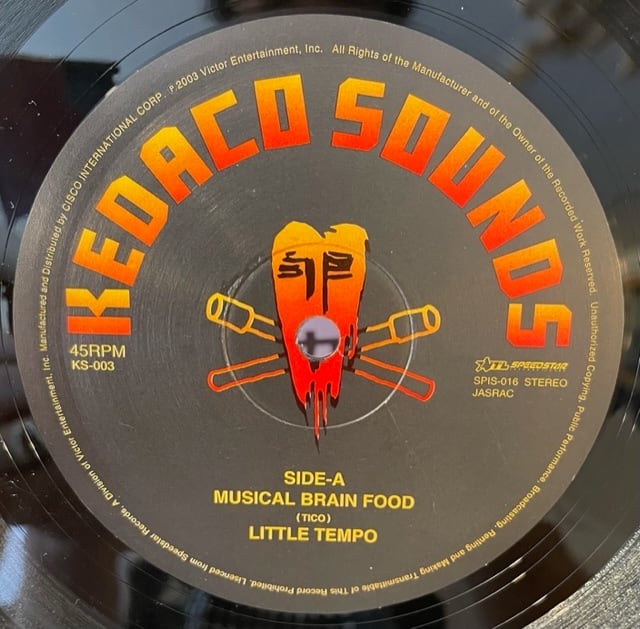 KEDACO SOUNDS
45RPM
KS-003
TL SPEEDSTAR
SPIS-016 STEREO
JASRAC
SIDE-A
MUSICAL BRAIN FOOD
(TICO)
LITTLE TEMPO
Manufactured and Distributed by CISCO INTERNATIONAL CORP. ℗ 2003 Victor Entertainment, Inc. All Rights of the Manufacturer and of the Owner of the Recorded Work Reserved. Unauthorized Copying, Public Performance, Broadcasting, Renting and Making Transmittable of This Record Prohibited. Lisenced from Speedstar Records, A Division of Victor Entertainment, Inc.